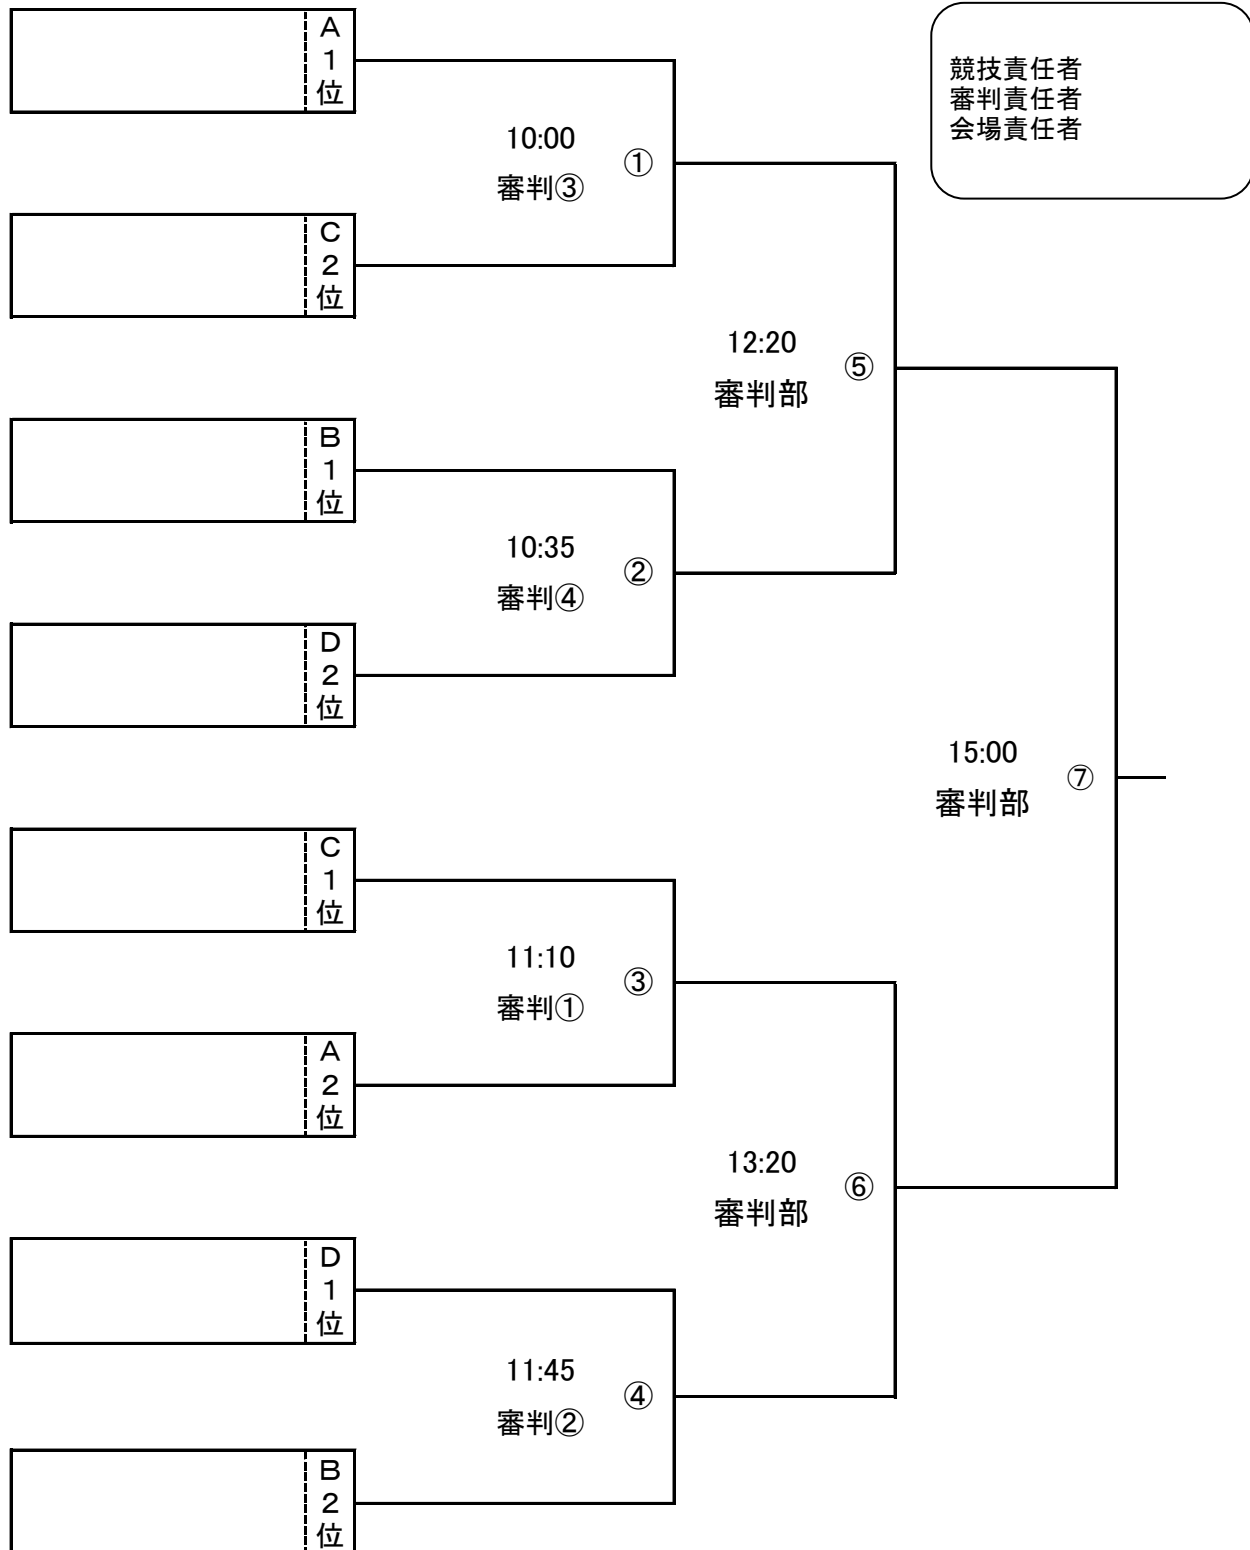 A
1
位
競技責任者
審判責任者
会場責任者
10:00
審判③
①
C
2
位
12:20
審判部
⑤
B
1
位
10:35
審判④
②
D
2
位
15:00
審判部
⑦
C
1
位
11:10
審判①
③
A
2
位
13:20
審判部
⑥
D
1
位
11:45
審判②
④
B
2
位